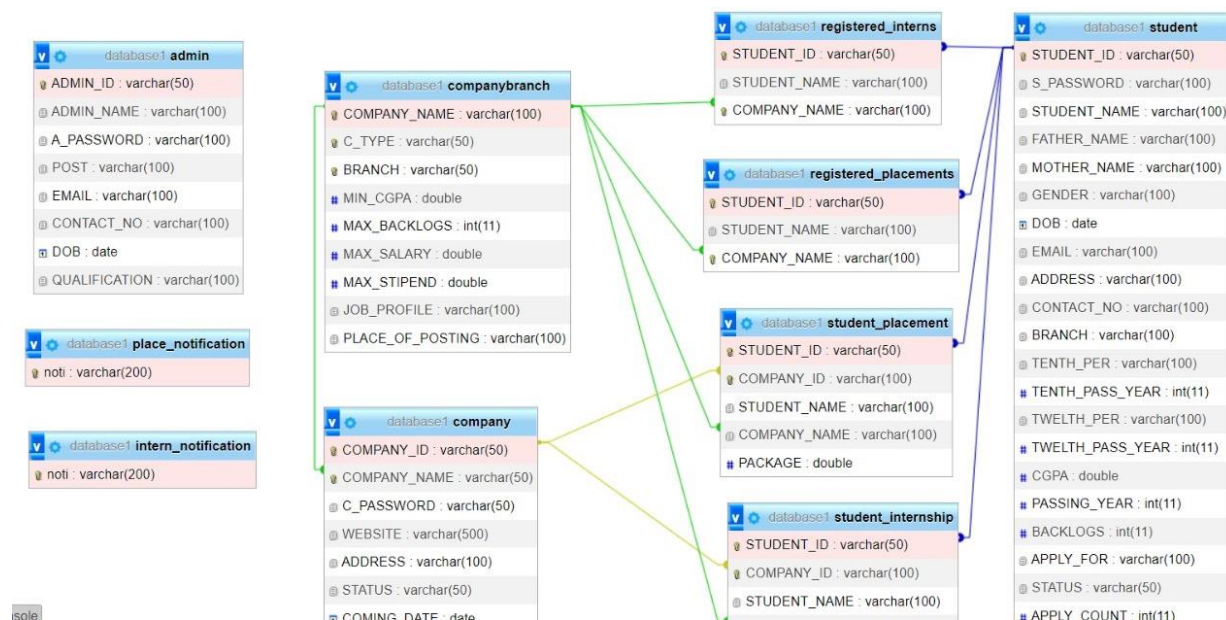 database1 admin
ADMIN_ID : varchar(50)
ADMIN_NAME : varchar(100)
A_PASSWORD : varchar(100)
POST : varchar(100)
EMAIL : varchar(100)
CONTACT_NO : varchar(100)
DOB : date
QUALIFICATION : varchar(100)
database1 place_notification
noti : varchar(200)
database1 intern_notification
noti : varchar(200)
database1 companybranch
COMPANY_NAME : varchar(100)
C_TYPE : varchar(50)
BRANCH : varchar(50)
MIN_CGPA : double
MAX_BACKLOGS : int(11)
MAX_SALARY : double
MAX_STIPEND : double
JOB_PROFILE : varchar(100)
PLACE_OF_POSTING : varchar(100)
database1 company
COMPANY_ID : varchar(50)
COMPANY_NAME : varchar(50)
C_PASSWORD : varchar(50)
WEBSITE : varchar(500)
ADDRESS : varchar(100)
STATUS : varchar(50)
COMING_DATE : date
database1 registered_interns
STUDENT_ID : varchar(50)
STUDENT_NAME : varchar(100)
COMPANY_NAME : varchar(100)
database1 registered_placements
STUDENT_ID : varchar(50)
STUDENT_NAME : varchar(100)
COMPANY_NAME : varchar(100)
database1 student_placement
STUDENT_ID : varchar(50)
COMPANY_ID : varchar(100)
STUDENT_NAME : varchar(100)
COMPANY_NAME : varchar(100)
PACKAGE : double
database1 student_internship
STUDENT_ID : varchar(50)
COMPANY_ID : varchar(100)
STUDENT_NAME : varchar(100)
database1 student
STUDENT_ID : varchar(50)
S_PASSWORD : varchar(100)
STUDENT_NAME : varchar(100)
FATHER_NAME : varchar(100)
MOTHER_NAME : varchar(100)
GENDER : varchar(100)
DOB : date
EMAIL : varchar(100)
ADDRESS : varchar(100)
CONTACT_NO : varchar(100)
BRANCH : varchar(100)
TENTH_PER : varchar(100)
TENTH_PASS_YEAR : int(11)
TWELTH_PER : varchar(100)
TWELTH_PASS_YEAR : int(11)
CGPA : double
PASSING_YEAR : int(11)
BACKLOGS : int(11)
APPLY_FOR : varchar(100)
STATUS : varchar(50)
APPLY_COUNT : int(11)
sole